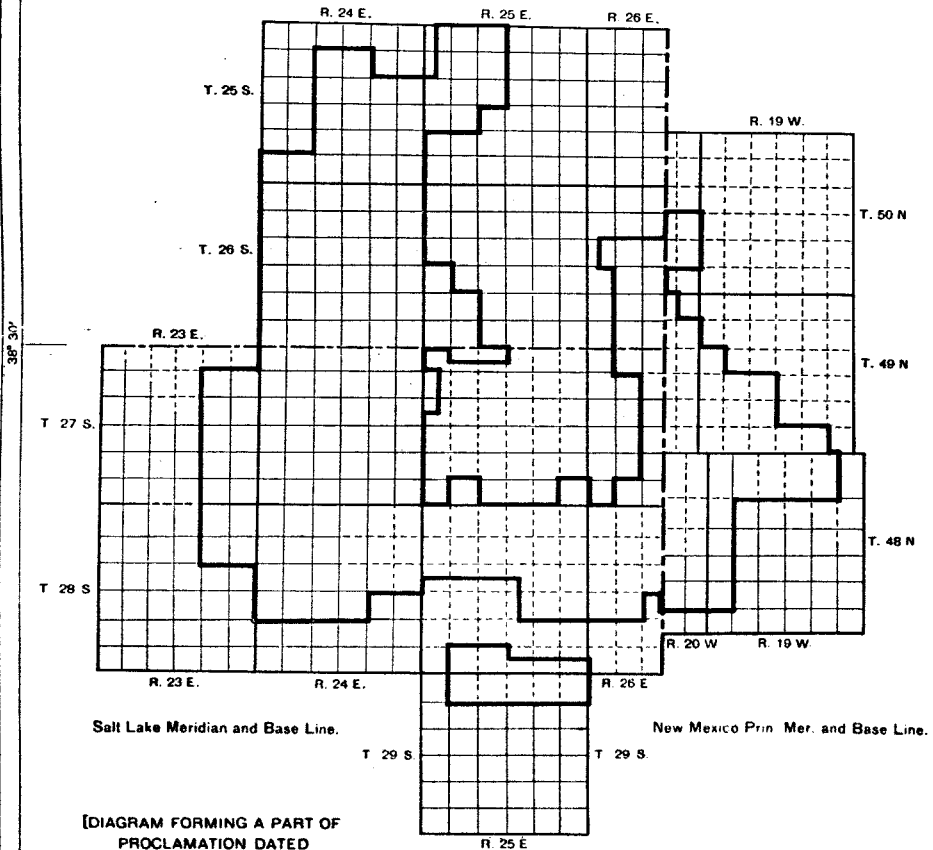 R. 24 E.
R. 25 E.
R. 26 E.
T. 25 S.
R. 19 W.
T. 50 N
T. 26 S.
38° 30'
R. 23 E.
T. 49 N
T 27 S.
T. 48 N
T 28 S
R. 20 W
R. 19 W.
R. 23 E.
R. 24 E.
R. 26 E
Salt Lake Meridian and Base Line.
New Mexico Prin. Mer. and Base Line.
T 29 S.
T 29 S.
[DIAGRAM FORMING A PART OF
PROCLAMATION DATED
R. 25 E